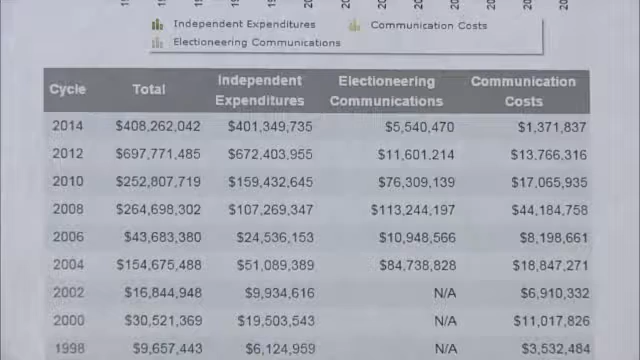 Independent Expenditures Communication Costs
Electioneering Communications
Cycle Total Independent Expenditures Electioneering Communications Communication Costs
2014 $408,262,042 $401,349,735 $5,540,470 $1,371,837
2012 $697,771,485 $672,403,955 $11,601,214 $13,766,316
2010 $252,807,719 $159,432,645 $76,309,139 $17,065,935
2008 $264,698,302 $107,269,347 $113,244,197 $44,184,758
2006 $43,683,380 $24,536,153 $10,948,566 $8,198,661
2004 $154,675,488 $51,089,389 $84,738,828 $18,847,271
2002 $16,844,948 $9,934,616 N/A $6,910,332
2000 $30,521,369 $19,503,543 N/A $11,017,826
1998 $9,657,443 $6,124,959 N/A $3,532,484